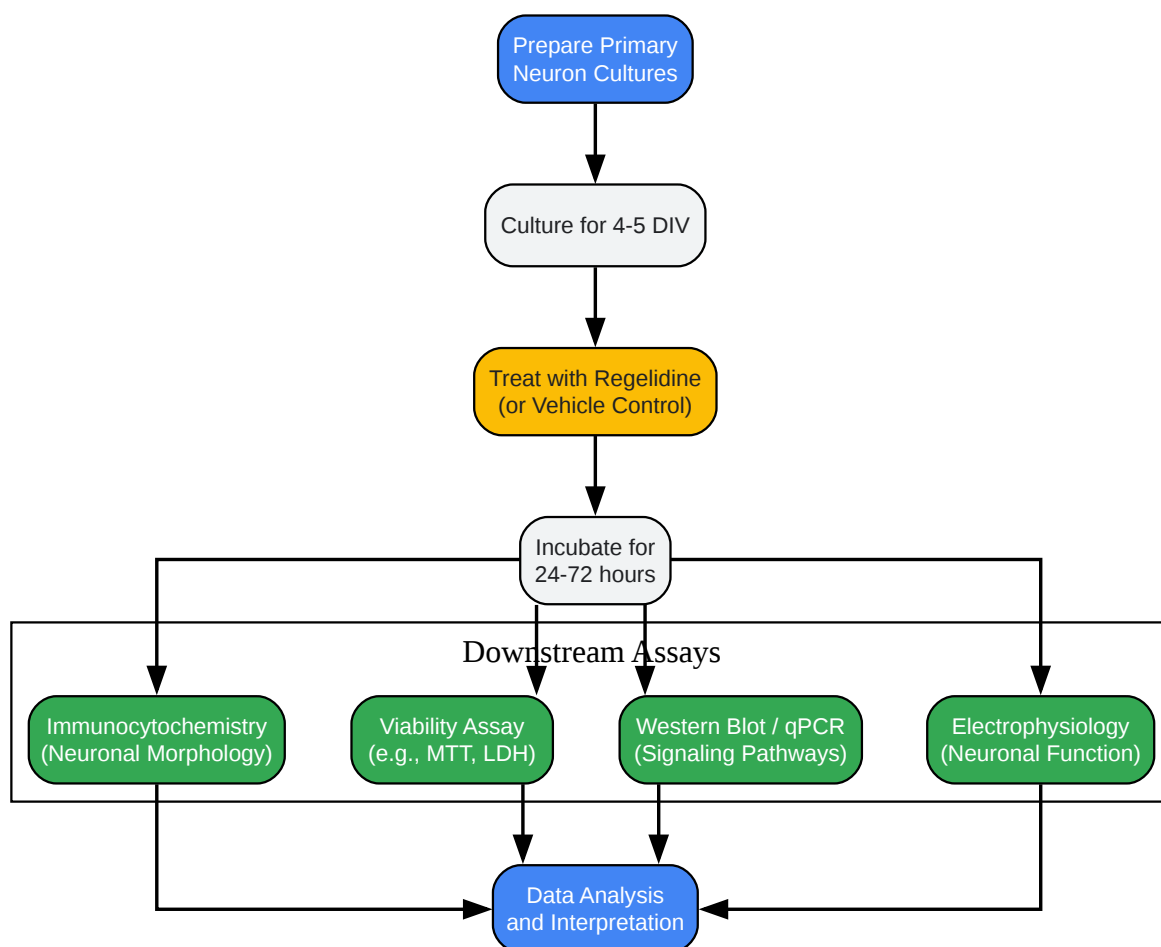 Prepare Primary
Neuron Cultures
Culture for 4-5 DIV
Treat with Regelidine
(or Vehicle Control)
Incubate for
24-72 hours
Downstream Assays
Immunocytochemistry
(Neuronal Morphology)
Viability Assay
(e.g., MTT, LDH)
Western Blot / qPCR
(Signaling Pathways)
Electrophysiology
(Neuronal Function)
Data Analysis
and Interpretation